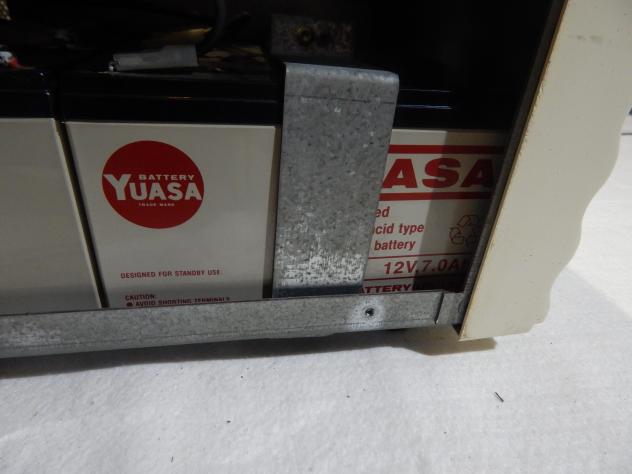 BATTERY
YUASA
TRADE MARK
DESIGNED FOR STANDBY USE
CAUTION:
● AVOID SHORTING TERMINALS
ASA
ed
cid type
battery
12V,7.0A
TTERY